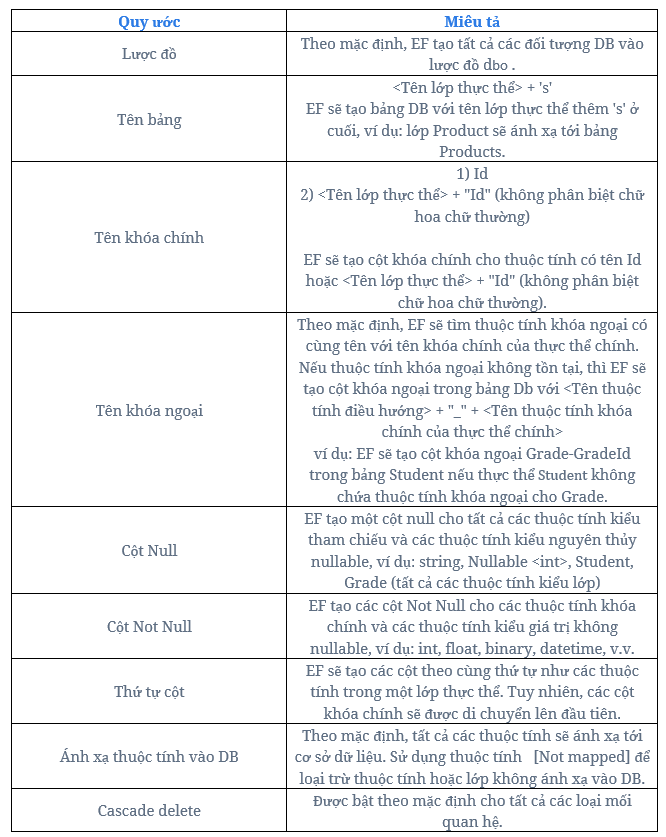 Quy ước
Miêu tả
Lược đồ
Theo mặc định, EF tạo tất cả các đối tượng DB vào
lược đồ dbo .
Tên bảng
<Tên lớp thực thể> + 's'
EF sẽ tạo bảng DB với tên lớp thực thể thêm 's' ở
cuối, ví dụ: lớp Product sẽ ánh xạ tới bảng
Products.
Tên khóa chính
1) Id
2) <Tên lớp thực thể> + "Id" (không phân biệt chữ
hoa chữ thường)
EF sẽ tạo cột khóa chính cho thuộc tính có tên Id
hoặc <Tên lớp thực thể> + "Id" (không phân biệt
chữ hoa chữ thường).
Tên khóa ngoại
Theo mặc định, EF sẽ tìm thuộc tính khóa ngoại có
cùng tên với tên khóa chính của thực thể chính.
Nếu thuộc tính khóa ngoại không tồn tại, thì EF sẽ
tạo cột khóa ngoại trong bảng Db với <Tên thuộc
tính điều hướng> + "_" + <Tên thuộc tính khóa
chính của thực thể chính>
ví dụ: EF sẽ tạo cột khóa ngoại Grade-GradeId
trong bảng Student nếu thực thể Student không
chứa thuộc tính khóa ngoại cho Grade.
Cột Null
EF tạo một cột null cho tất cả các thuộc tính kiểu
tham chiếu và các thuộc tính kiểu nguyên thủy
nullable, ví dụ: string, Nullable <int>, Student,
Grade (tất cả các thuộc tính kiểu lớp)
Cột Not Null
EF tạo các cột Not Null cho các thuộc tính khóa
chính và các thuộc tính kiểu giá trị không
nullable, ví dụ: int, float, binary, datetime, v.v.
Thứ tự cột
EF sẽ tạo các cột theo cùng thứ tự như các thuộc
tính trong một lớp thực thể. Tuy nhiên, các cột
khóa chính sẽ được di chuyển lên đầu tiên.
Ánh xạ thuộc tính vào DB
Theo mặc định, tất cả các thuộc tính sẽ ánh xạ tới
cơ sở dữ liệu. Sử dụng thuộc tính [Not mapped] để
loại trừ thuộc tính hoặc lớp không ánh xạ vào DB.
Cascade delete
Được bật theo mặc định cho tất cả các loại mối
quan hệ.